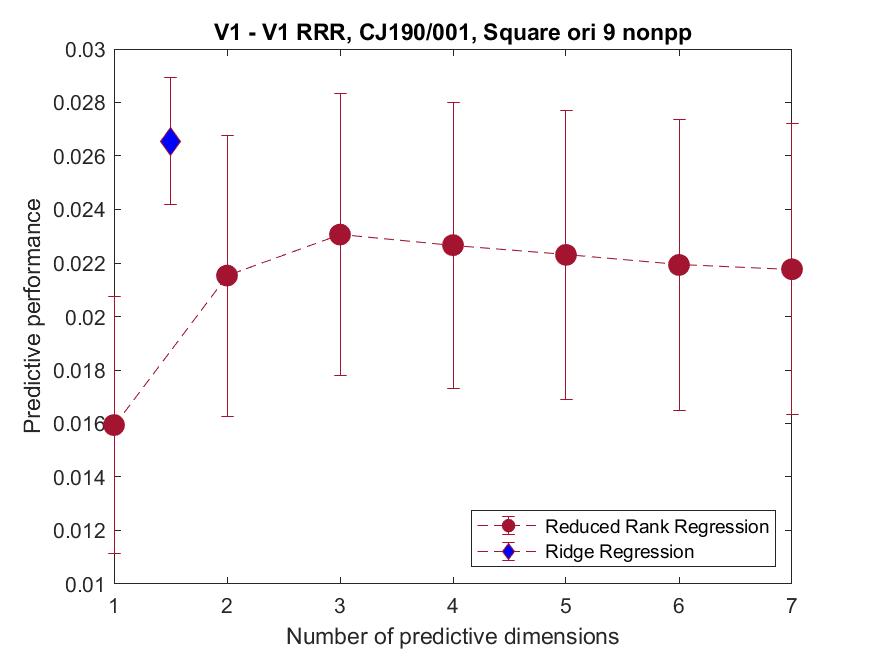 V1 - V1 RRR, CJ190/001, Square ori 9 nonpp
0.03
0.028
0.026
0.024
0.022
0.02
0.018
0.016
0.014
0.012
0.01
Predictive performance
Reduced Rank Regression
Ridge Regression
1 2 3 4 5 6 7
Number of predictive dimensions